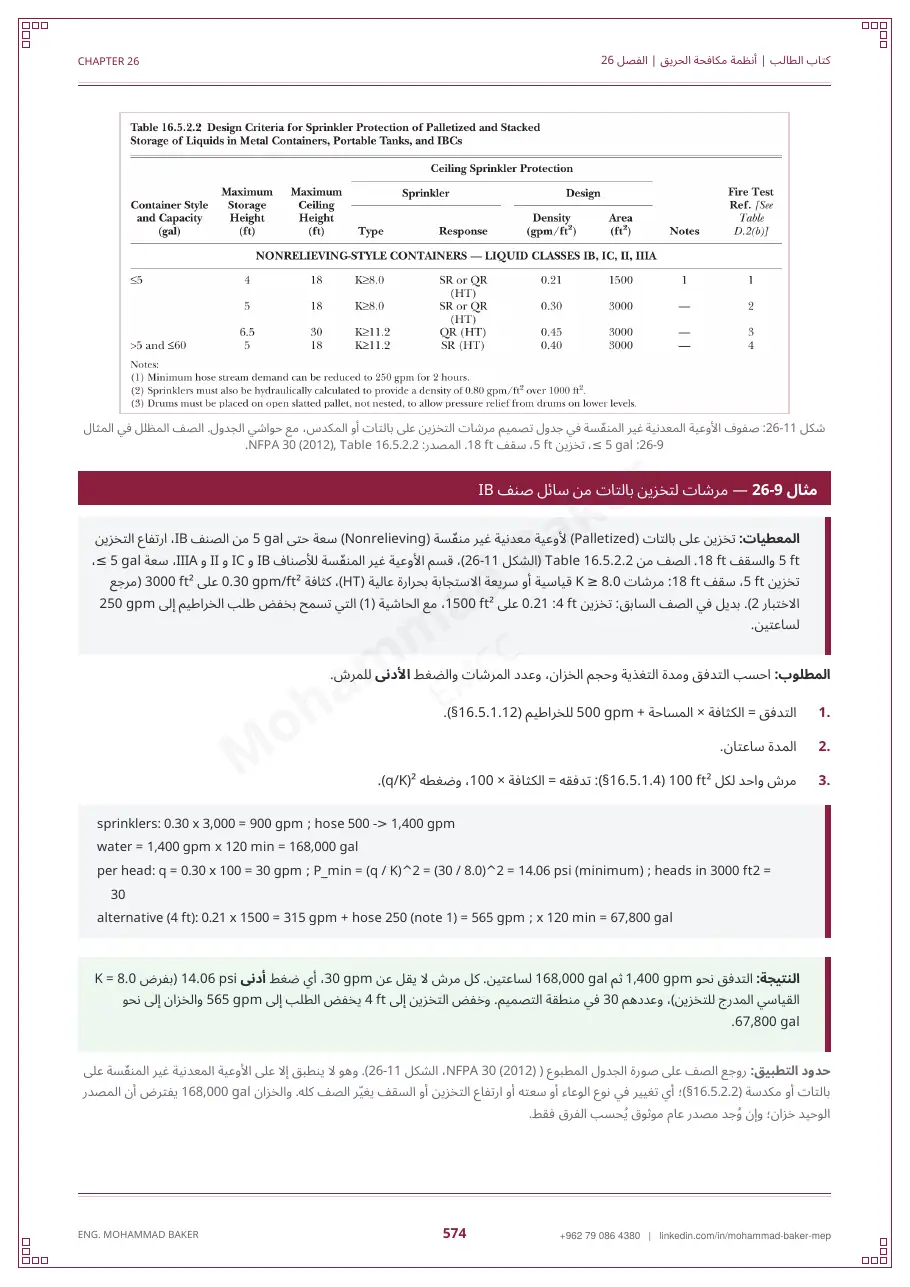 CHAPTER 26
كتاب الطالب | أنظمة مكافحة الحريق | الفصل 26
Table 16.5.2.2 Design Criteria for Sprinkler Protection of Palletized and Stacked
Storage of Liquids in Metal Containers, Portable Tanks, and IBCs
Ceiling Sprinkler Protection
Container Style and Capacity (gal) Maximum Storage Height (ft) Maximum Ceiling Height (ft) Sprinkler Design Notes Fire Test Ref. [See Table D.2(b)]
Type Response Density (gpm/ft²) Area (ft²)
NONRELIEVING-STYLE CONTAINERS — LIQUID CLASSES IB, IC, II, IIIA
≤5 4 18 K≥8.0 SR or QR (HT) 0.21 1500 1 1
5 18 K≥8.0 SR or QR (HT) 0.30 3000 — 2
6.5 30 K≥11.2 QR (HT) 0.45 3000 — 3
>5 and ≤60 5 18 K≥11.2 SR (HT) 0.40 3000 — 4
Notes:
(1) Minimum hose stream demand can be reduced to 250 gpm for 2 hours.
(2) Sprinklers must also be hydraulically calculated to provide a density of 0.80 gpm/ft² over 1000 ft².
(3) Drums must be placed on open slatted pallet, not nested, to allow pressure relief from drums on lower levels.
شكل 11-26: صفوف الأوعية المعدنية غير المنفّسة في جدول تصميم مرشات التخزين على بالتات أو المكدس، مع حواشي الجدول. الصف المظلل في المثال
26-9: ≤ 5 gal، تخزين 5 ft، سقف 18 ft. المصدر: NFPA 30 (2012), Table 16.5.2.2.
مثال 9-26 — مرشات لتخزين بالتات من سائل صنف IB
المعطيات: تخزين على بالتات (Palletized) لأوعية معدنية غير منفّسة (Nonrelieving) سعة حتى 5 gal من الصنف IB، ارتفاع التخزين
5 ft والسقف 18 ft. الصف من Table 16.5.2.2 (الشكل 11-26)، قسم الأوعية غير المنفّسة للأصناف IB و IC و II و IIIA، سعة ≤ 5 gal،
تخزين 5 ft، سقف 18 ft: مرشات K ≥ 8.0 قياسية أو سريعة الاستجابة بحرارة عالية (HT)، كثافة 0.30 gpm/ft² على 3000 ft² (مرجع
الاختبار 2). بديل في الصف السابق: تخزين 4 ft: 0.21 على 1500 ft²، مع الحاشية (1) التي تسمح بخفض طلب الخراطيم إلى 250 gpm
لساعتين.
المطلوب: احسب التدفق ومدة التغذية وحجم الخزان، وعدد المرشات والضغط الأدنى للمرش.
1. التدفق = الكثافة × المساحة + 500 gpm للخراطيم (§16.5.1.12).
2. المدة ساعتان.
3. مرش واحد لكل 100 ft² (§16.5.1.4): تدفقه = الكثافة × 100، وضغطه (q/K)².
sprinklers: 0.30 x 3,000 = 900 gpm ; hose 500 -> 1,400 gpm
water = 1,400 gpm x 120 min = 168,000 gal
per head: q = 0.30 x 100 = 30 gpm ; P_min = (q / K)^2 = (30 / 8.0)^2 = 14.06 psi (minimum) ; heads in 3000 ft2 =
30
alternative (4 ft): 0.21 x 1500 = 315 gpm + hose 250 (note 1) = 565 gpm ; x 120 min = 67,800 gal
النتيجة: التدفق نحو 1,400 gpm ثم 168,000 gal لساعتين. كل مرش لا يقل عن 30 gpm، أي ضغط أدنى 14.06 psi (بفرض K = 8.0
القياسي المدرج للتخزين)، وعددهم 30 في منطقة التصميم. وخفض التخزين إلى 4 ft يخفض الطلب إلى 565 gpm والخزان إلى نحو
67,800 gal.
حدود التطبيق: روجع الصف على صورة الجدول المطبوع ( NFPA 30 (2012)، الشكل 11-26). وهو لا ينطبق إلا على الأوعية المعدنية غير المنفّسة على
بالتات أو مكدسة (§16.5.2.2)؛ أي تغيير في نوع الوعاء أو سعته أو ارتفاع التخزين أو السقف يغيّر الصف كله. والخزان 168,000 gal يفترض أن المصدر
الوحيد خزان؛ وإن وُجد مصدر عام موثوق يُحسب الفرق فقط.
ENG. MOHAMMAD BAKER
574
+962 79 086 4380 | linkedin.com/in/mohammad-baker-mep